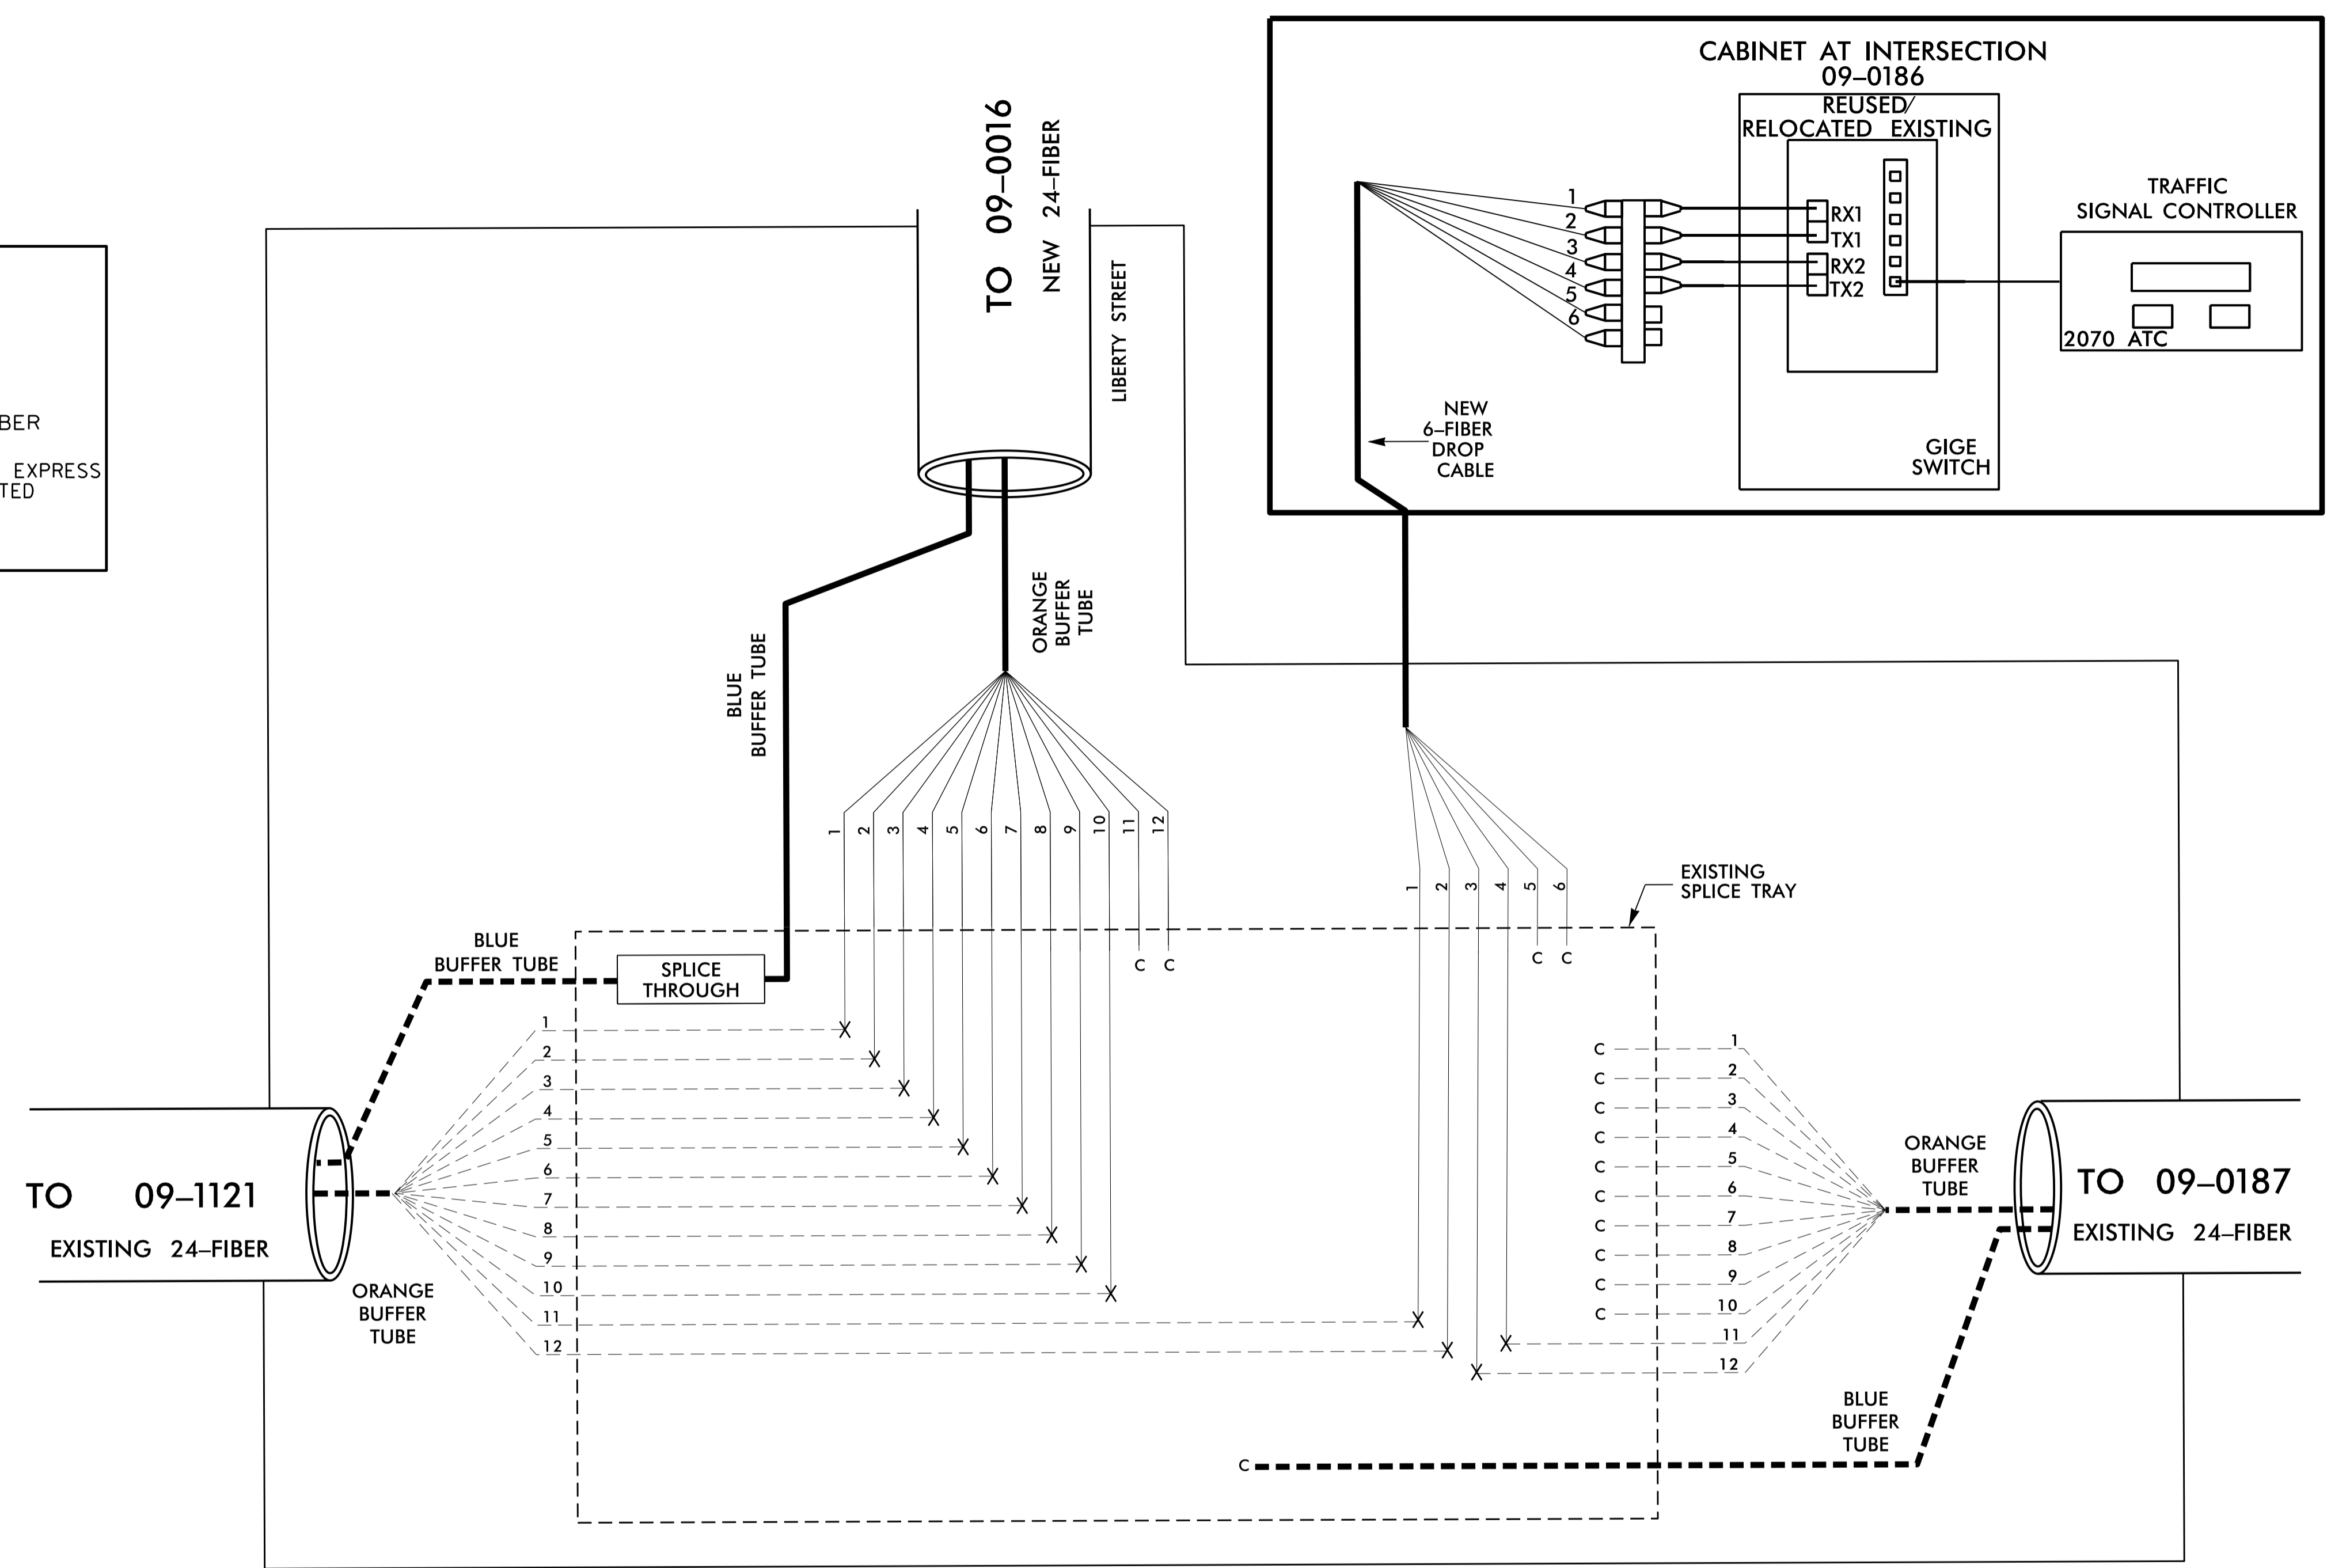 BER
EXPRESS
TED
TO 09–0016
NEW 24–FIBER
LIBERTY STREET
CABINET AT INTERSECTION
09–0186
REUSED/
RELOCATED EXISTING
1
2
3
4
5
6
RX1
TX1
RX2
TX2
GIGE
SWITCH
TRAFFIC
SIGNAL CONTROLLER
2070 ATC
NEW
6–FIBER
DROP
CABLE
BLUE
BUFFER TUBE
ORANGE
BUFFER
TUBE
1
2
3
4
5
6
7
8
9
10
11
12
C C
1
2
3
4
5
6
C C
EXISTING
SPLICE TRAY
BLUE
BUFFER TUBE
SPLICE
THROUGH
1
2
3
4
5
6
7
8
9
10
11
12
TO 09–1121
EXISTING 24–FIBER
ORANGE
BUFFER
TUBE
C 1
C 2
C 3
C 4
C 5
C 6
C 7
C 8
C 9
C 10
11
12
ORANGE
BUFFER
TUBE
TO 09–0187
EXISTING 24–FIBER
BLUE
BUFFER
TUBE
C